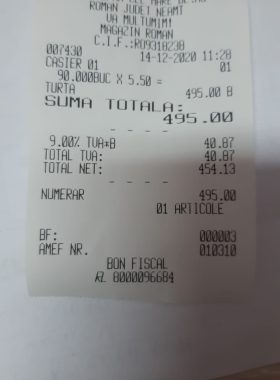 ROMAN JUDET NEAMT
VA MULTUMIM!
MAGAZIN ROMAN
C.I.F.:RO9318238
007430 14-12-2020 11:28
CASIER 01 01
90.000BUC X 5.50 =
TURTA 495.00 B
SUMA TOTALA:
495.00
- - - -
9.00% TVA*B 40.87
TOTAL TVA: 40.87
TOTAL NET: 454.13
- - - -
NUMERAR 495.00
01 ARTICOLE
BF: 000003
AMEF NR. 010310
BON FISCAL
8000096684